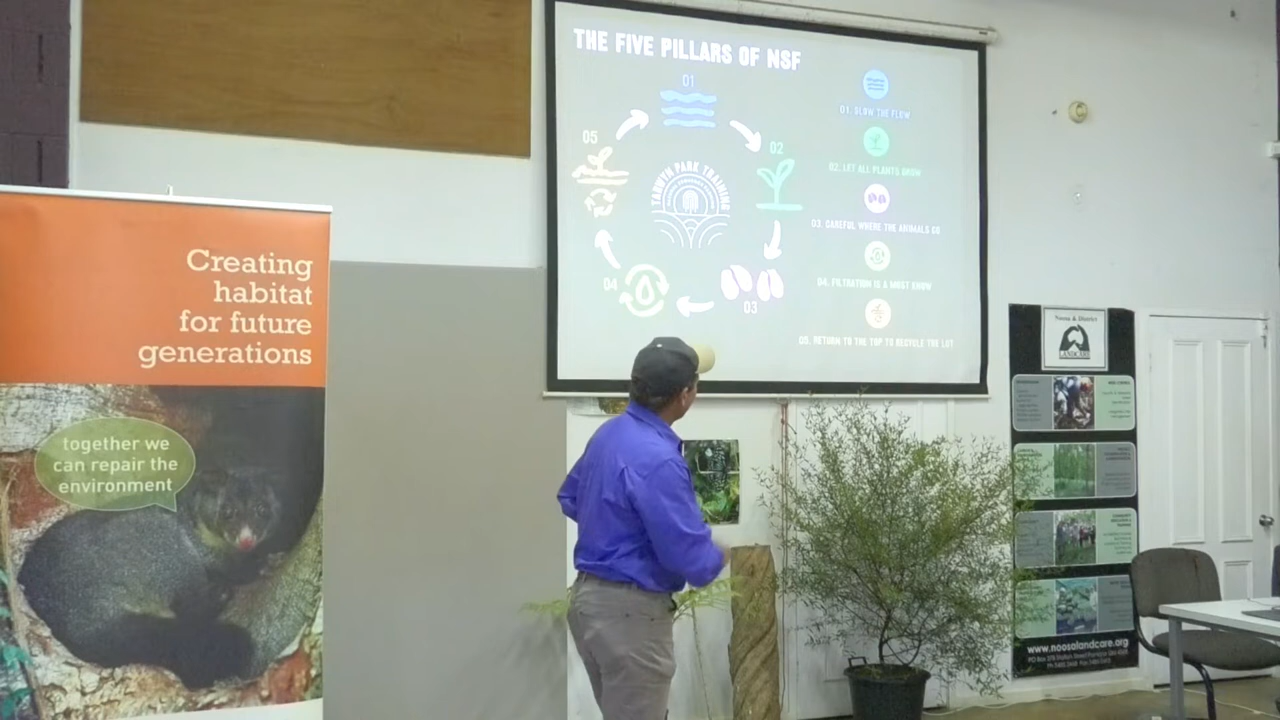 THE FIVE PILLARS OF NSF
01
02
03
04
05
TARWYN PARK TRAINING
01. SLOW THE FLOW
02. LET ALL PLANTS GROW
03. CAREFUL WHERE THE ANIMALS GO
04. FILTRATION IS A MUST KNOW
05. RETURN TO THE TOP TO RECYCLE THE LOT
Creating
habitat
for future
generations
together we
can repair the
environment
Noosa & District
LANDCARE
www.noosalandcare.org